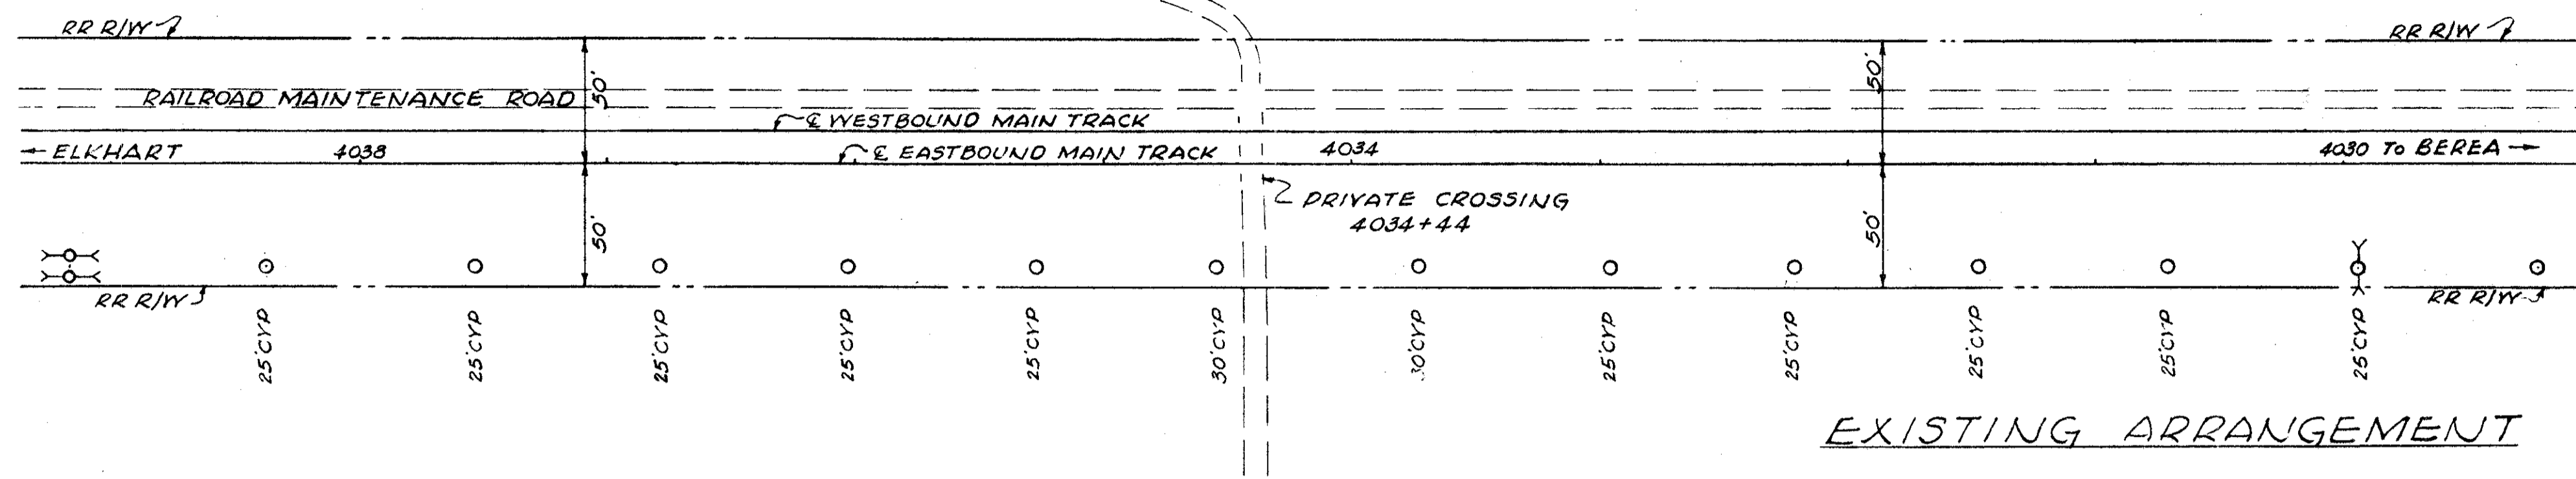 RR R/W
RR R/W
50'
50'
RAILROAD MAINTENANCE ROAD
℄ WESTBOUND MAIN TRACK
← ELKHART
4038
℄ EASTBOUND MAIN TRACK
4034
4030 TO BEREA →
PRIVATE CROSSING
4034+44
50'
50'
RR R/W
RR R/W
25'CYP
25'CYP
25'CYP
25'CYP
25'CYP
30'CYP
30'CYP
25'CYP
25'CYP
25'CYP
25'CYP
25'CYP
EXISTING ARRANGEMENT